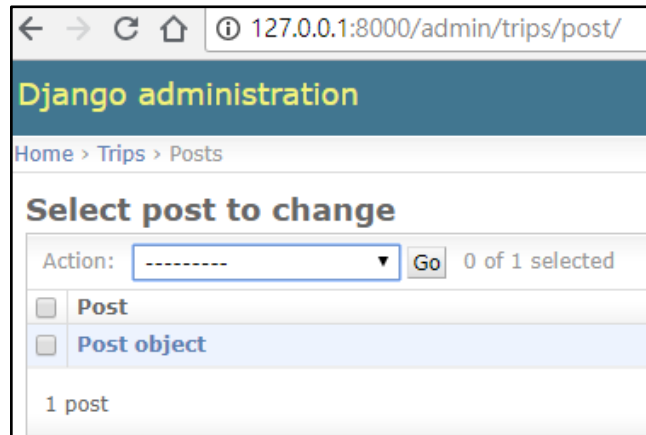 127.0.0.1:8000/admin/trips/post/
Django administration
Home › Trips › Posts
Select post to change
Action: --------- Go 0 of 1 selected
Post
Post object
1 post